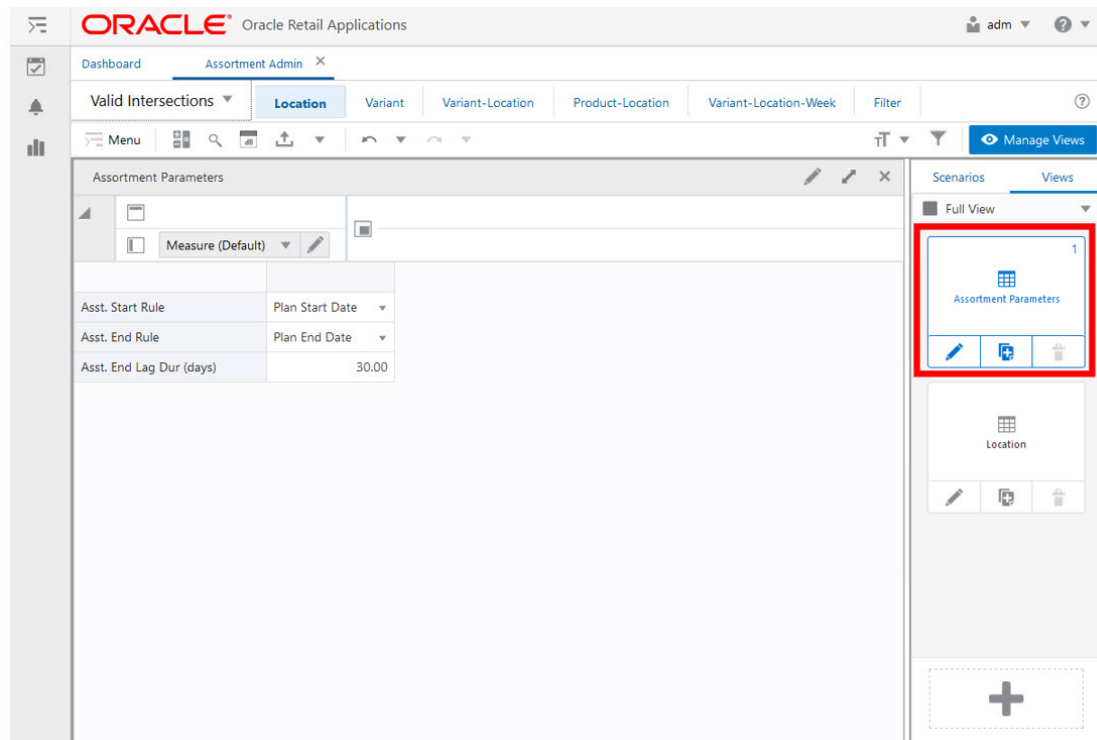 ORACLE® Oracle Retail Applications adm ?
Dashboard Assortment Admin ×
Valid Intersections Location Variant Variant-Location Product-Location Variant-Location-Week Filter ?
Menu TT Manage Views
Assortment Parameters
Scenarios Views
Full View
Measure (Default)
1
Assortment Parameters
Asst. Start Rule Plan Start Date
Asst. End Rule Plan End Date
Asst. End Lag Dur (days) 30.00
Location